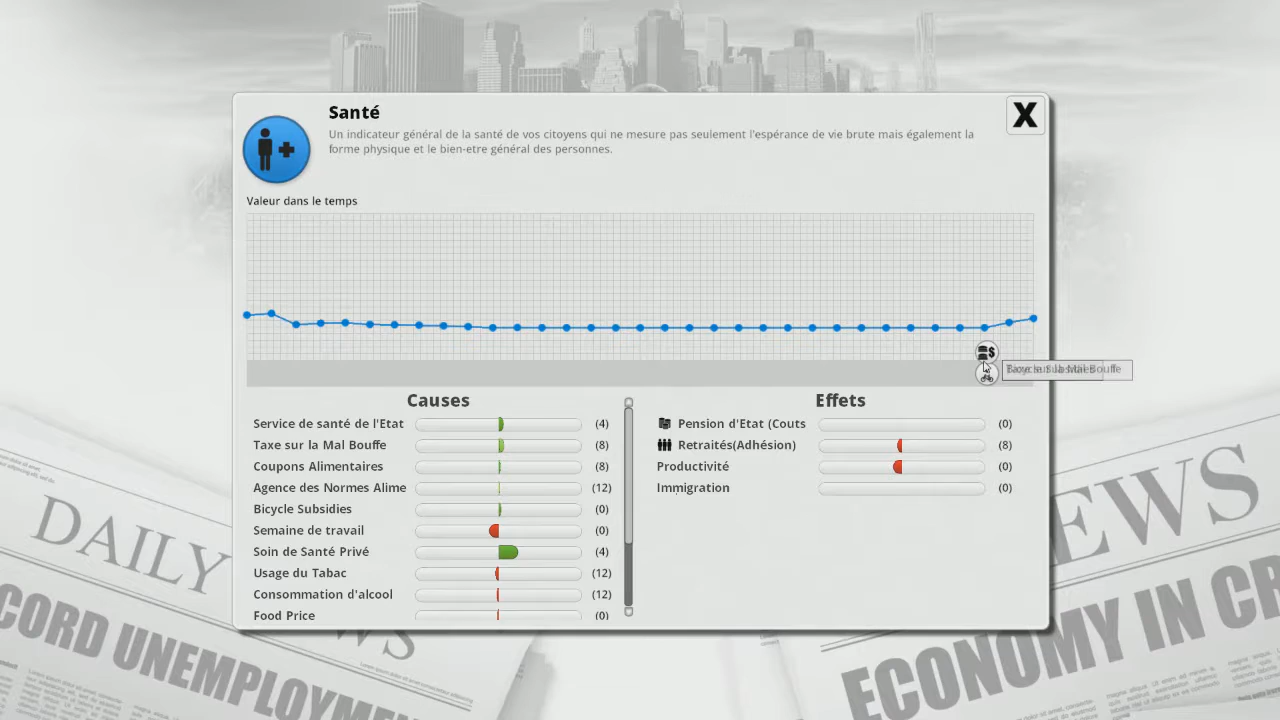 Santé
X
Un indicateur général de la santé de vos citoyens qui ne mesure pas seulement l'espérance de vie brute mais également la
forme physique et le bien-etre général des personnes.
Valeur dans le temps
Causes
Service de santé de l'Etat (4)
Taxe sur la Mal Bouffe (8)
Coupons Alimentaires (8)
Agence des Normes Alime (12)
Bicycle Subsidies (0)
Semaine de travail (0)
Soin de Santé Privé (4)
Usage du Tabac (12)
Consommation d'alcool (12)
Food Price (0)
Effets
Pension d'Etat (Couts (0)
Retraités(Adhésion) (8)
Productivité (0)
Immigration (0)
DAILY
NEWS
CORD UNEMPLOYME
WS
ECONOMY IN CR